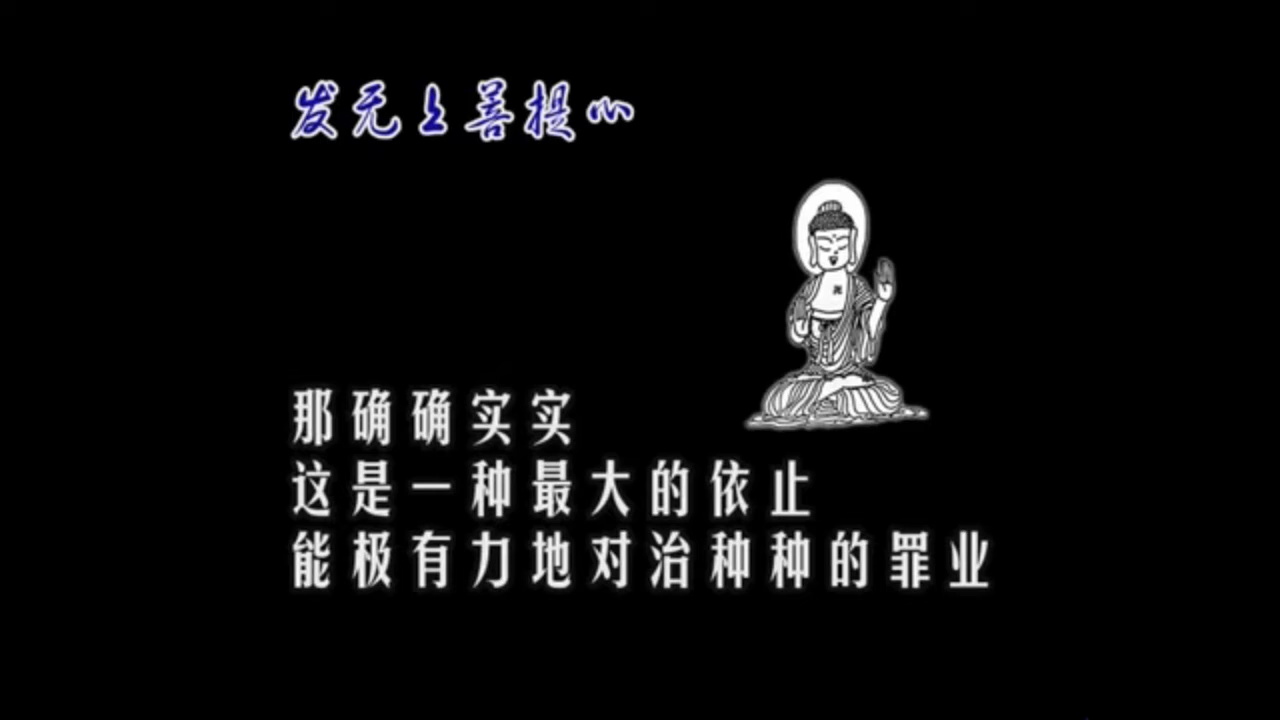 发无上菩提心
那确确实实
这是一种最大的依止
能极有力地对治种种的罪业